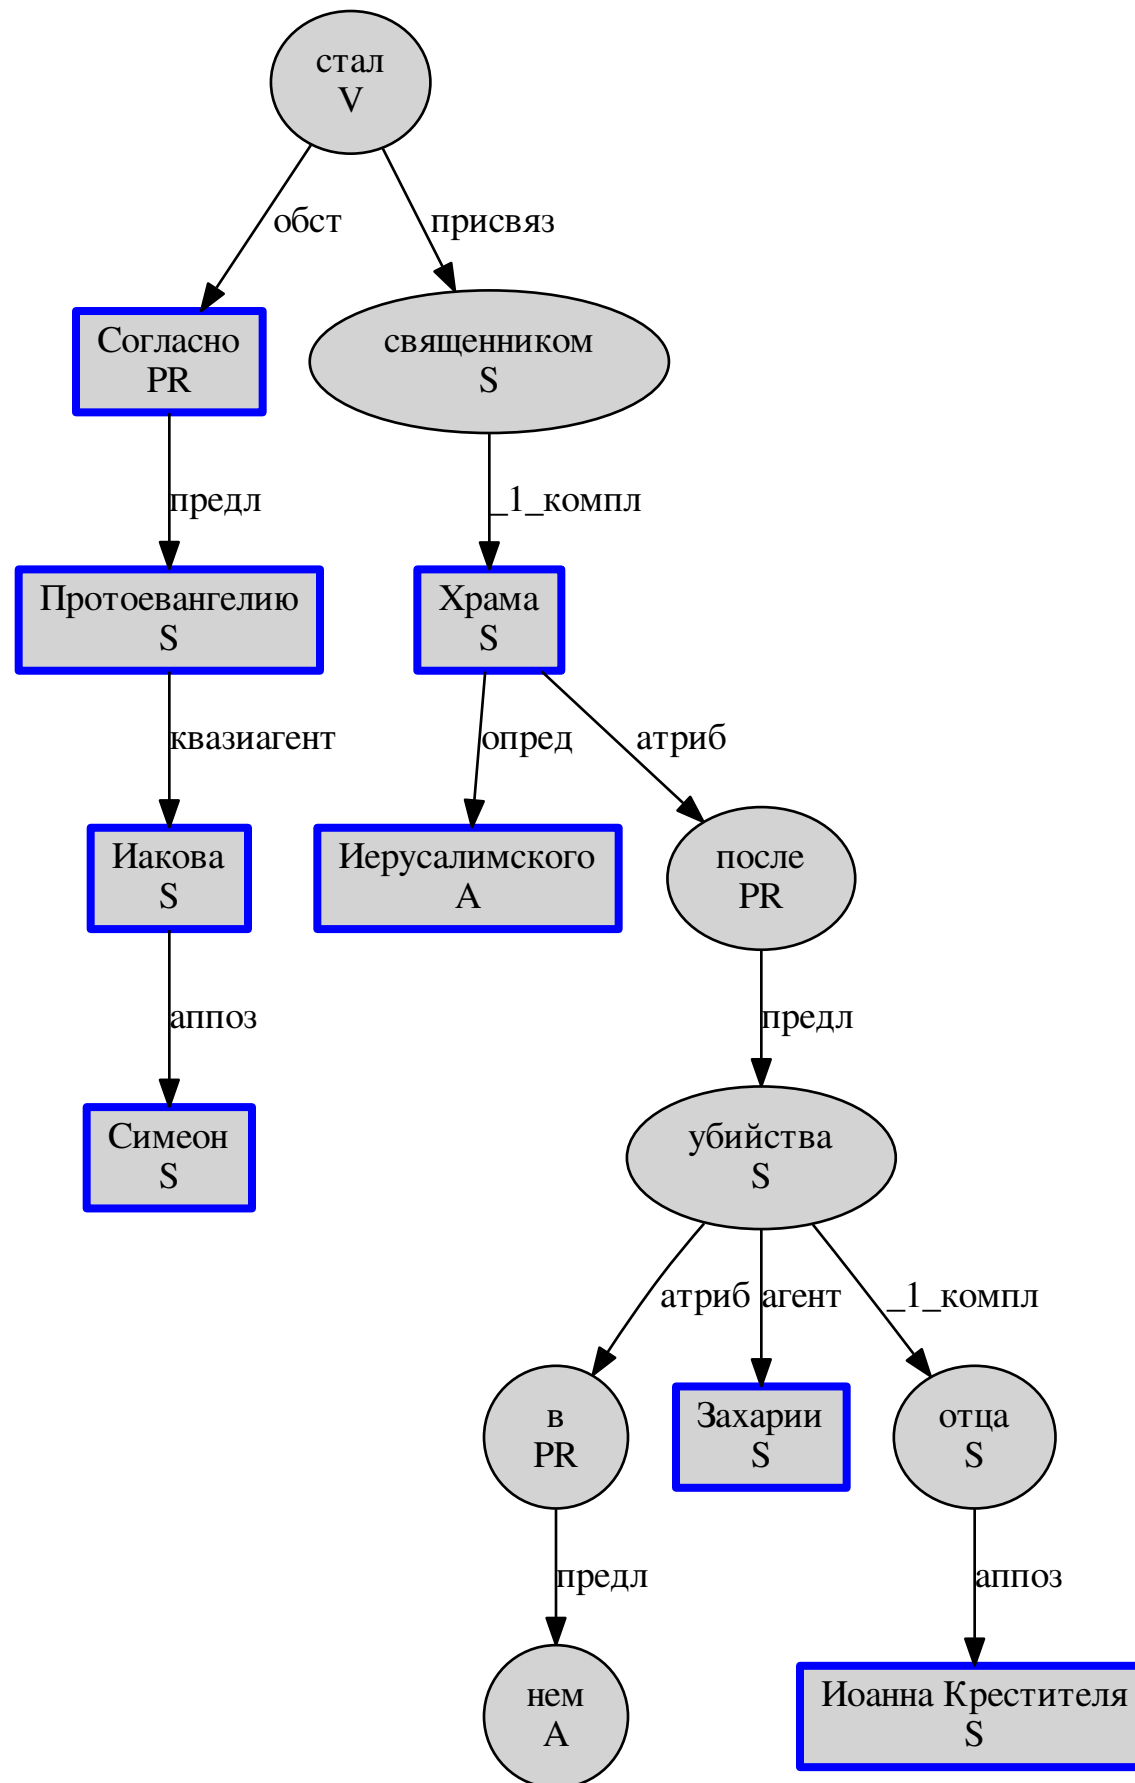 стал
V
обст
присвяз
Согласно
PR
священником
S
предл
_1_компл
Протоевангелию
S
Храма
S
квазиагент
опред
атриб
Иакова
S
Иерусалимского
A
после
PR
аппоз
предл
Симеон
S
убийства
S
атриб
агент
_1_компл
в
PR
Захарии
S
отца
S
предл
аппоз
нем
A
Иоанна Крестителя
S